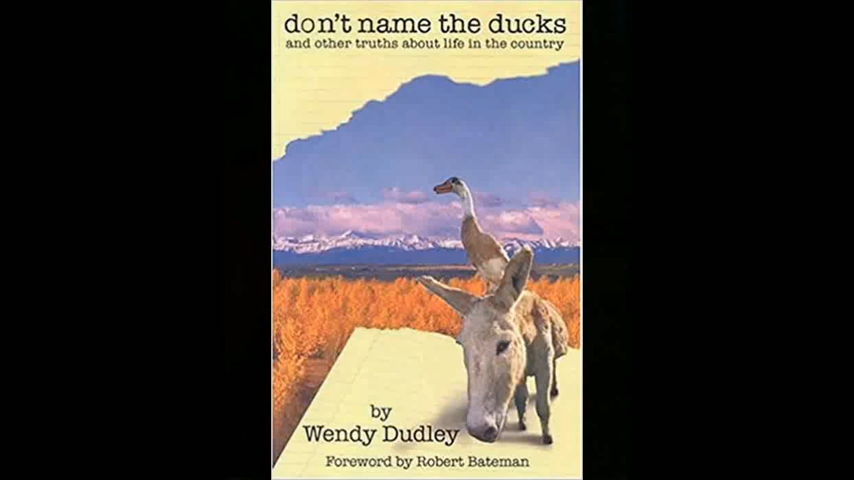 don't name the ducks
and other truths about life in the country
by
Wendy Dudley
Foreword by Robert Bateman